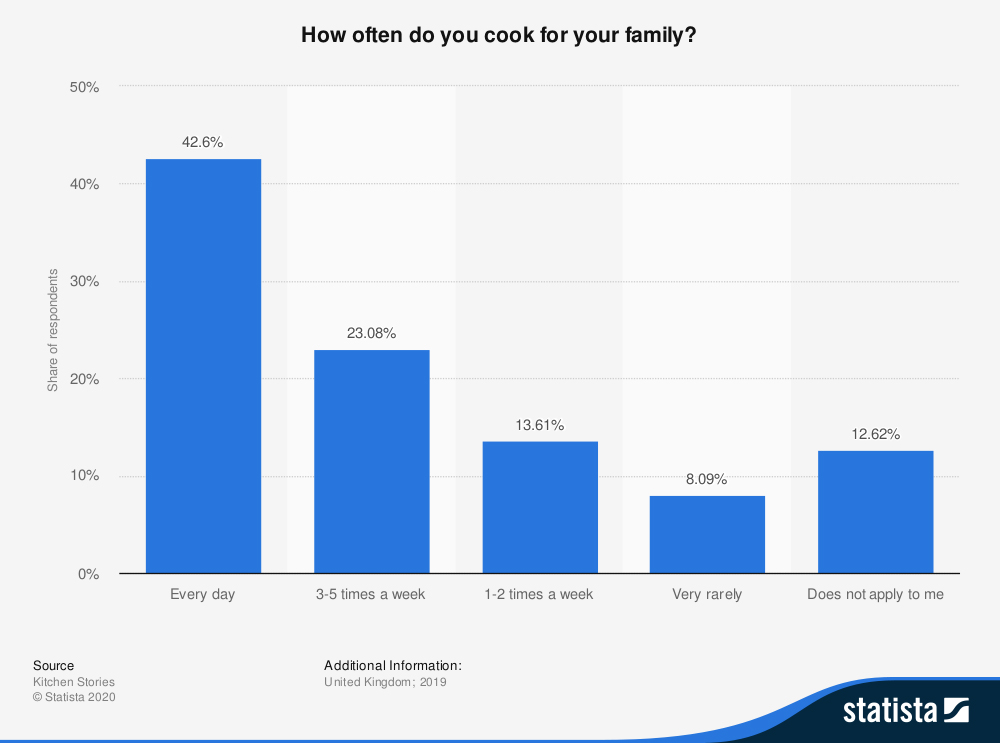 How often do you cook for your family?
50%
40%
30%
20%
10%
0%
Share of respondents
42.6%
23.08%
13.61%
8.09%
12.62%
Every day
3-5 times a week
1-2 times a week
Very rarely
Does not apply to me
Source
Kitchen Stories
© Statista 2020
Additional Information:
United Kingdom; 2019
statista